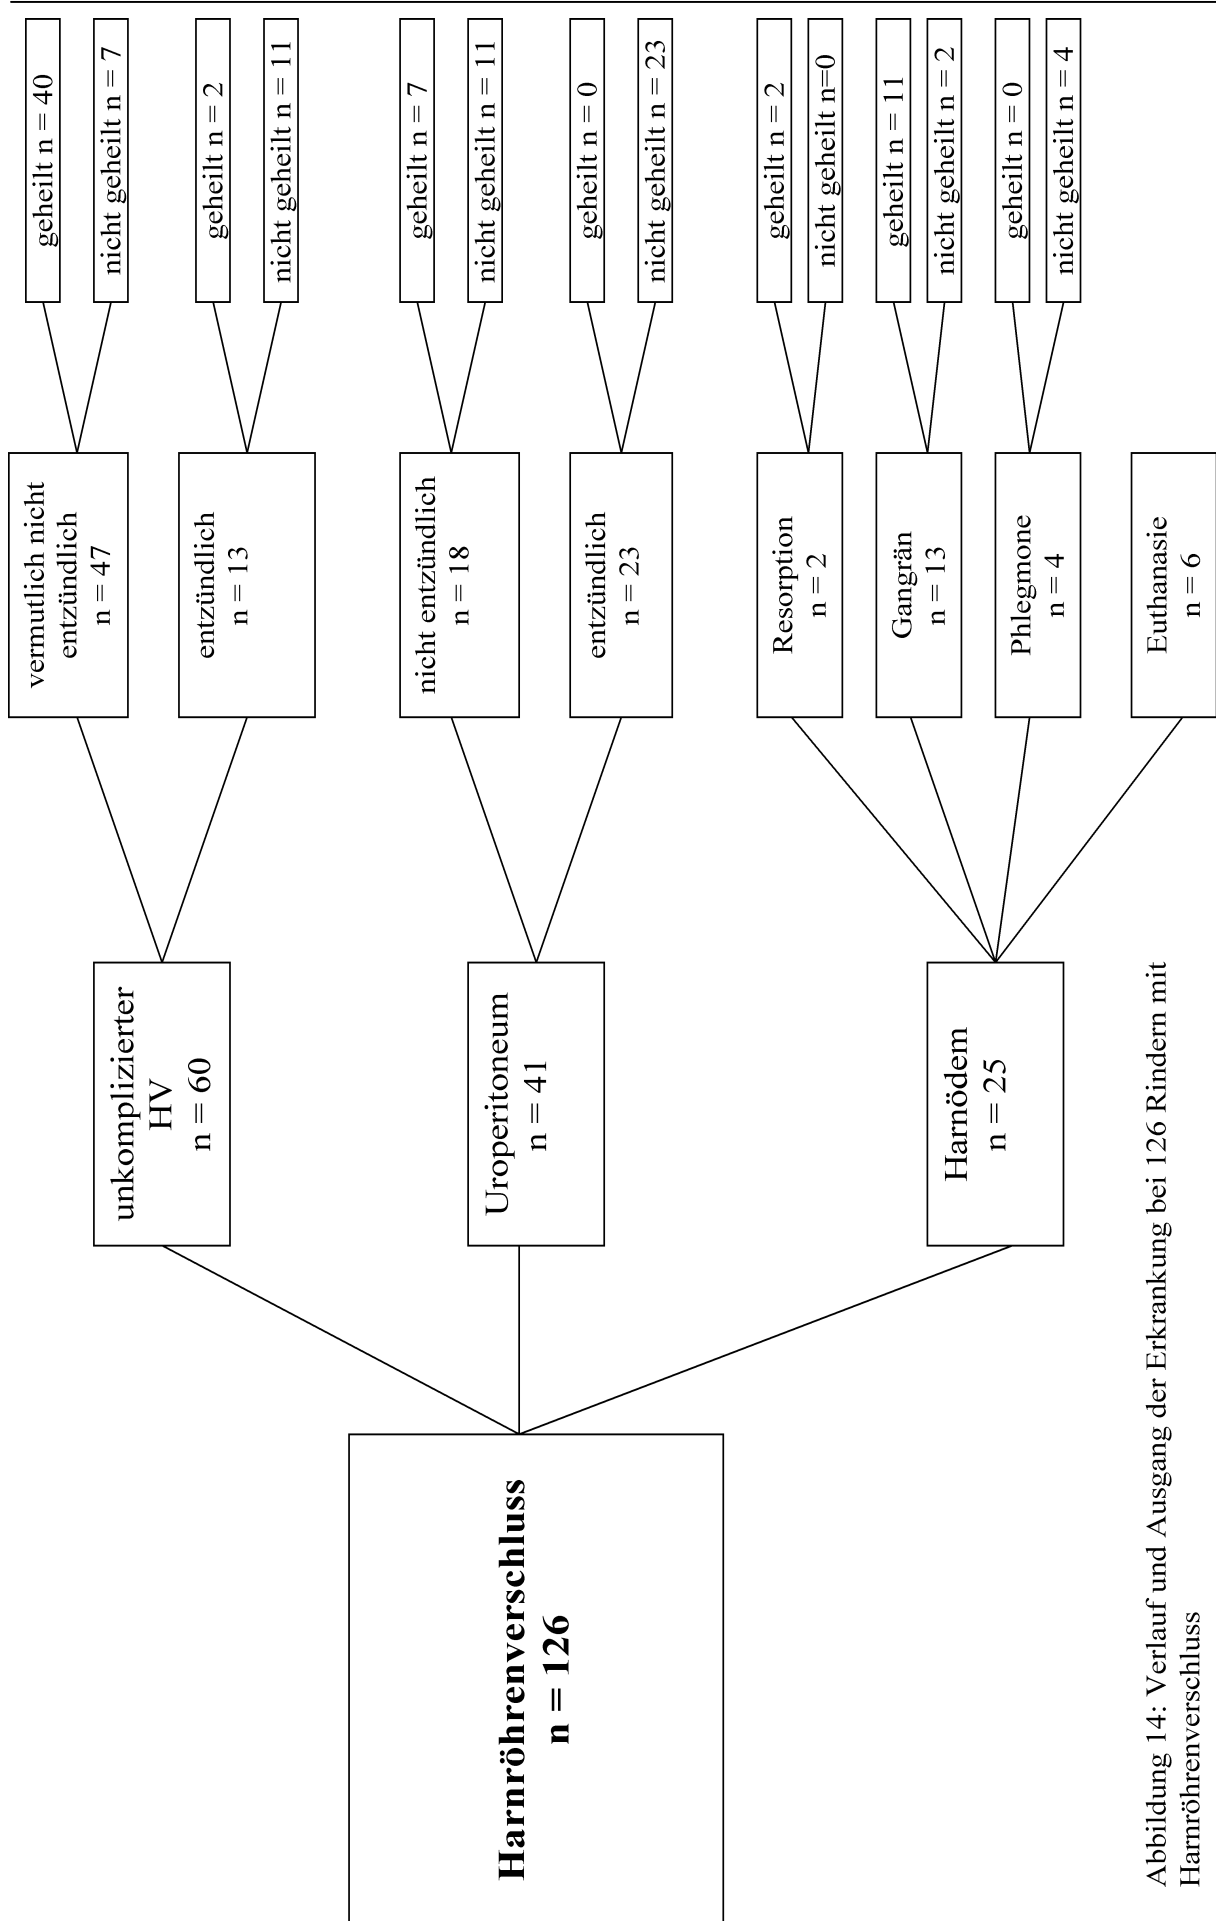 Harnröhrenverschluss
n = 126
unkomplizierter
HV
n = 60
Uroperitoneum
n = 41
Harnödem
n = 25
vermutlich nicht
entzündlich
n = 47
entzündlich
n = 13
nicht entzündlich
n = 18
entzündlich
n = 23
Resorption
n = 2
Gangrän
n = 13
Phlegmone
n = 4
Euthanasie
n = 6
geheilt n = 40
nicht geheilt n = 7
geheilt n = 2
nicht geheilt n = 11
geheilt n = 7
nicht geheilt n = 11
geheilt n = 0
nicht geheilt n = 23
geheilt n = 2
nicht geheilt n=0
geheilt n = 11
nicht geheilt n = 2
geheilt n = 0
nicht geheilt n = 4
Abbildung 14: Verlauf und Ausgang der Erkrankung bei 126 Rindern mit
Harnröhrenverschluss